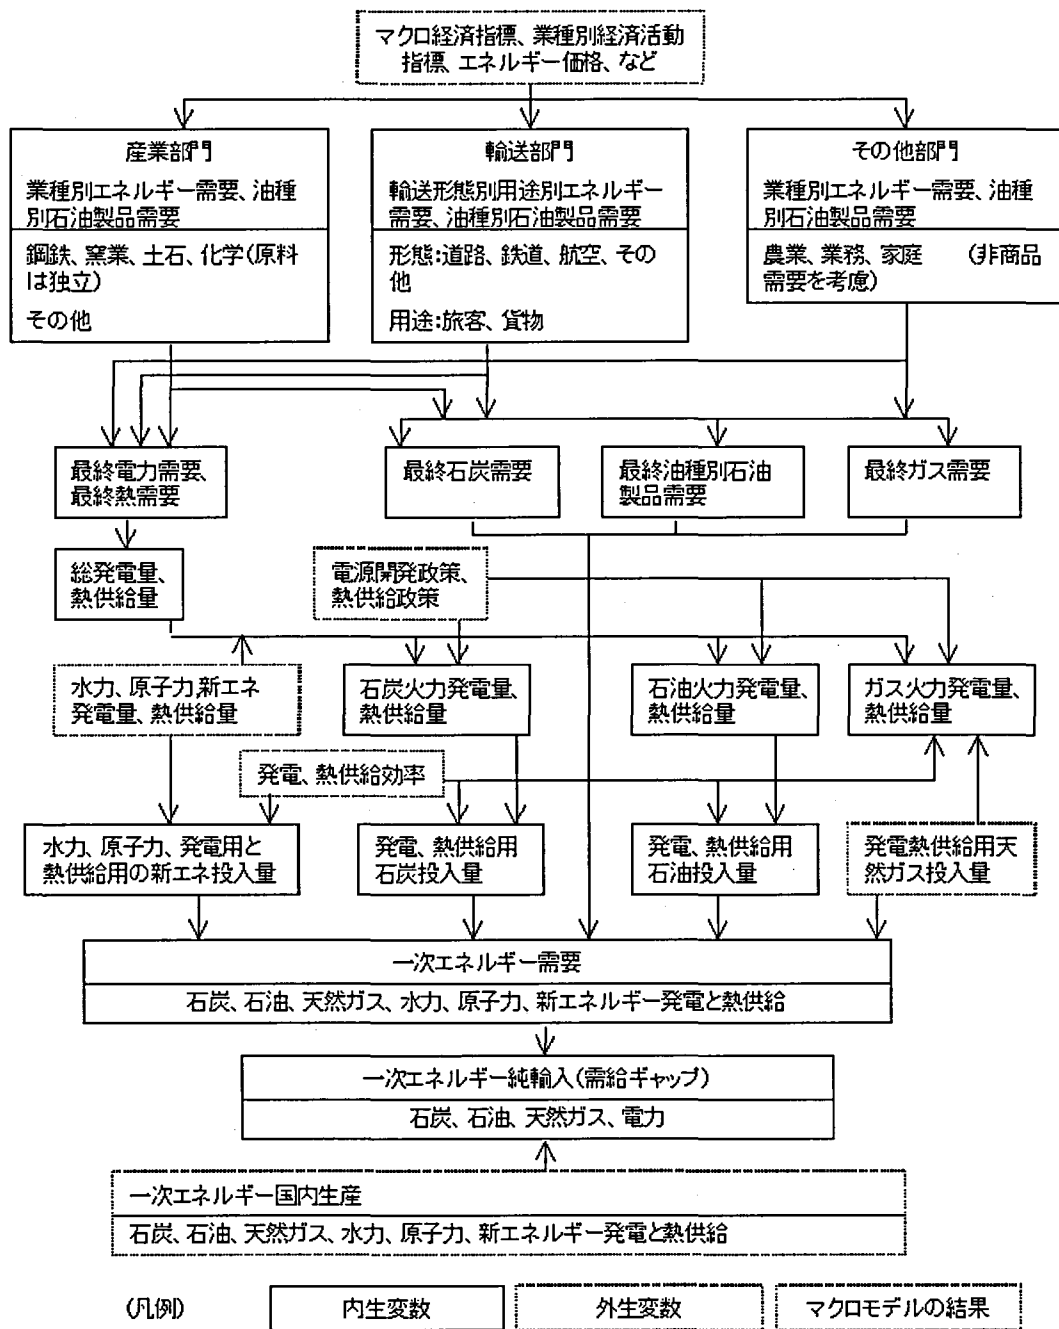 マクロ経済指標、業種別経済活動
指標、エネルギー価格、など
産業部門
業種別エネルギー需要、油種
別石油製品需要
鋼鉄、窯業、土石、化学(原料
は独立)
その他
輸送部門
輸送形態別用途別エネルギー
需要、油種別石油製品需要
形態:道路、鉄道、航空、その
他
用途:旅客、貨物
その他部門
業種別エネルギー需要、油種
別石油製品需要
農業、業務、家庭 (非商品
需要を考慮)
最終電力需要、
最終熱需要
最終石炭需要
最終油種別石油
製品需要
最終ガス需要
総発電量、
熱供給量
電源開発政策、
熱供給政策
水力、原子力新エネ
発電量、熱供給量
石炭火力発電量、
熱供給量
石油火力発電量、
熱供給量
ガス火力発電量、
熱供給量
発電、熱供給効率
水力、原子力、発電用と
熱供給用の新エネ投入量
発電、熱供給用
石炭投入量
発電、熱供給用
石油投入量
発電熱供給用天
然ガス投入量
一次エネルギー需要
石炭、石油、天然ガス、水力、原子力、新エネルギー発電と熱供給
一次エネルギー純輸入(需給ギャップ)
石炭、石油、天然ガス、電力
一次エネルギー国内生産
石炭、石油、天然ガス、水力、原子力、新エネルギー発電と熱供給
(凡例)
内生変数
外生変数
マクロモデルの結果